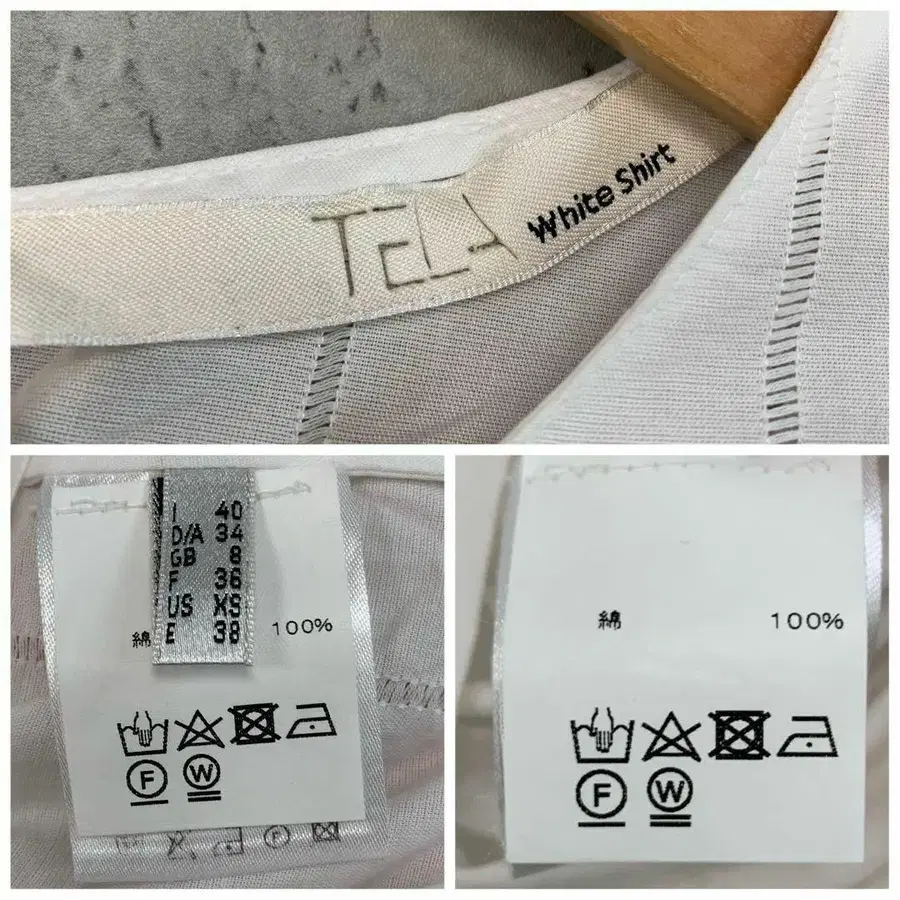 TELA White Shirt
I 40
D/A 34
GB 8
F 36
US XS
E 38
綿 100%
F W
綿 100%
F W